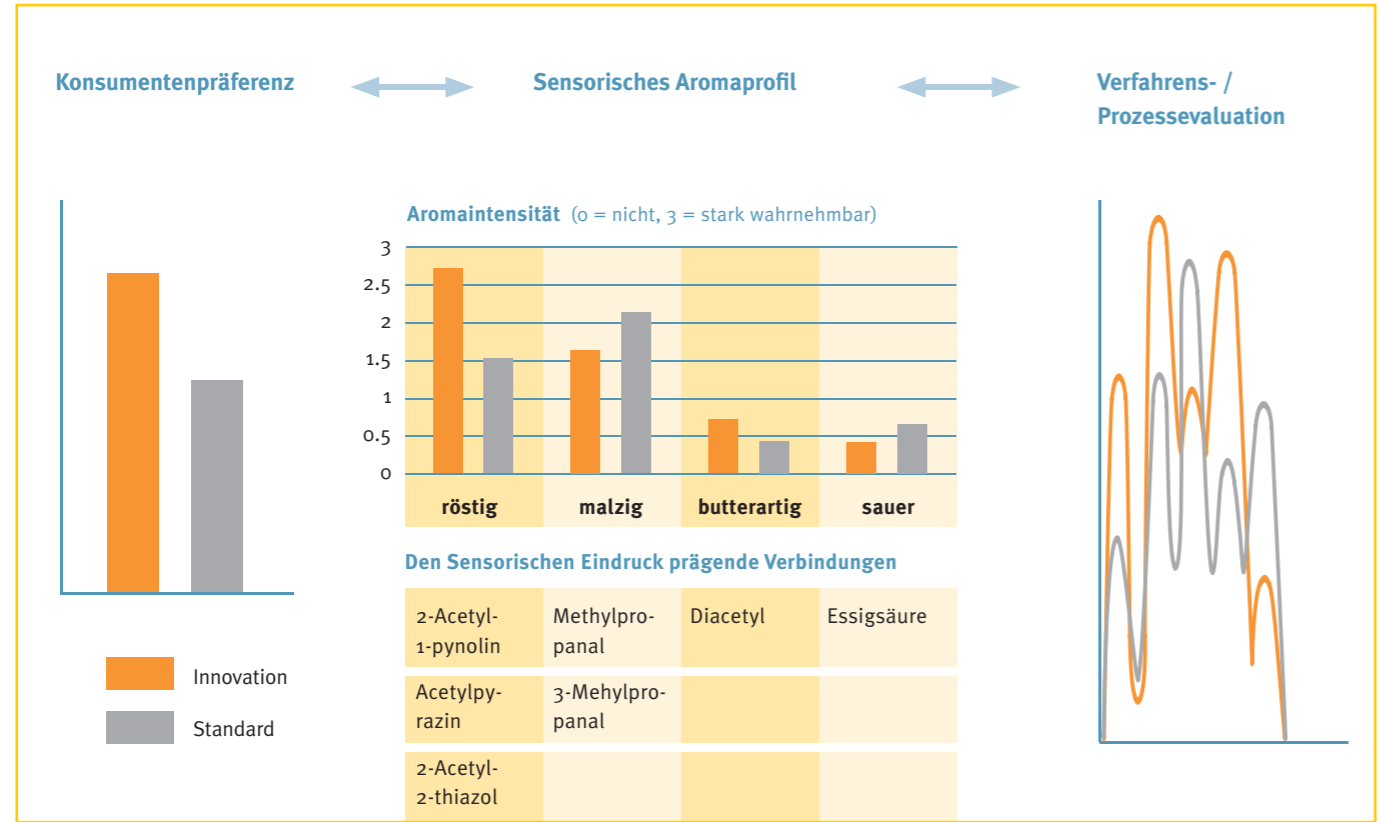 Konsumentenpräferenz
Sensorisches Aromaprofil
Verfahrens- /
Prozessevaluation
Aromaintensität (0 = nicht, 3 = stark wahrnehmbar)
3
2.5
2
1.5
1
0.5
0
röstig malzig butterartig sauer
Den Sensorischen Eindruck prägende Verbindungen
2-Acetyl-
1-pynolin
Methylpro-
panal
Diacetyl
Essigsäure
Acetylpy-
razin
3-Mehylpro-
panal
2-Acetyl-
2-thiazol
Innovation
Standard